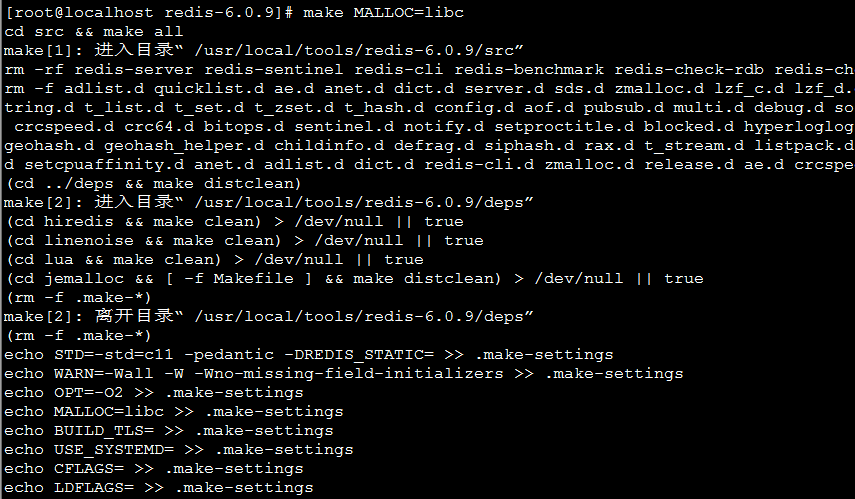 [root@localhost redis-6.0.9]# make MALLOC=libc
cd src && make all
make[1]: 进入目录“ /usr/local/tools/redis-6.0.9/src”
rm -rf redis-server redis-sentinel redis-cli redis-benchmark redis-check-rdb redis-ch
rm -f adlist.d quicklist.d ae.d anet.d dict.d server.d sds.d zmalloc.d lzf_c.d lzf_d.
tring.d t_list.d t_set.d t_zset.d t_hash.d config.d aof.d pubsub.d multi.d debug.d so
crcspeed.d crc64.d bitops.d sentinel.d notify.d setproctitle.d blocked.d hyperloglog
geohash.d geohash_helper.d childinfo.d defrag.d siphash.d rax.d t_stream.d listpack.d
d setcpuaffinity.d anet.d adlist.d dict.d redis-cli.d zmalloc.d release.d ae.d crcspe
(cd ../deps && make distclean)
make[2]: 进入目录“ /usr/local/tools/redis-6.0.9/deps”
(cd hiredis && make clean) > /dev/null || true
(cd linenoise && make clean) > /dev/null || true
(cd lua && make clean) > /dev/null || true
(cd jemalloc && [ -f Makefile ] && make distclean) > /dev/null || true
(rm -f .make-*)
make[2]: 离开目录“ /usr/local/tools/redis-6.0.9/deps”
(rm -f .make-*)
echo STD=-std=c11 -pedantic -DREDIS_STATIC= >> .make-settings
echo WARN=-Wall -W -Wno-missing-field-initializers >> .make-settings
echo OPT=-O2 >> .make-settings
echo MALLOC=libc >> .make-settings
echo BUILD_TLS= >> .make-settings
echo USE_SYSTEMD= >> .make-settings
echo CFLAGS= >> .make-settings
echo LDFLAGS= >> .make-settings